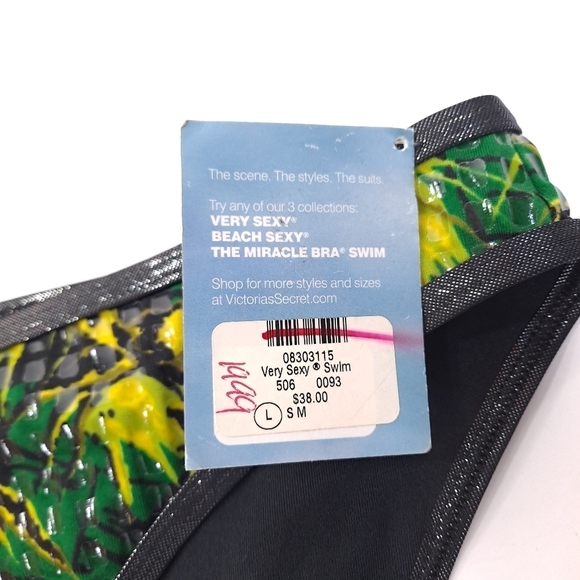 The scene. The styles. The suits.
Try any of our 3 collections:
VERY SEXY®
BEACH SEXY®
THE MIRACLE BRA® SWIM
Shop for more styles and sizes
at VictoriasSecret.com
08303115
Very Sexy ® Swim
506 0093
$38.00
L S M